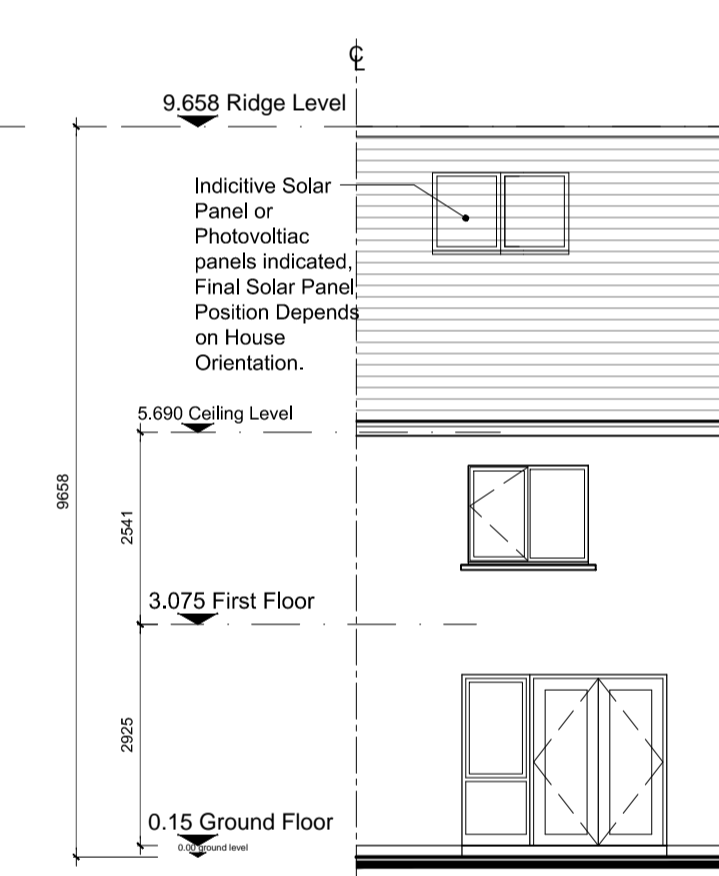 ℄
9.658 Ridge Level
Indicitive Solar
Panel or
Photovoltiac
panels indicated,
Final Solar Panel
Position Depends
on House
Orientation.
5.690 Ceiling Level
9658
2541
3.075 First Floor
2925
0.15 Ground Floor
0.00 ground level